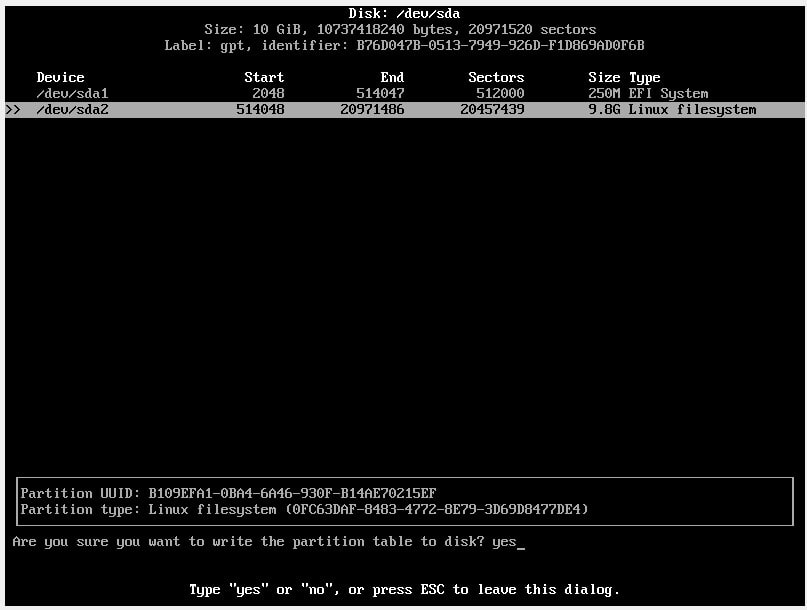 Disk: /dev/sda
Size: 10 GiB, 10737418240 bytes, 20971520 sectors
Label: gpt, identifier: B76D047B-0513-7949-926D-F1D869AD0F6B
Device Start End Sectors Size Type
/dev/sda1 2048 514047 512000 250M EFI System
>> /dev/sda2 514048 20971486 20457439 9.8G Linux filesystem
Partition UUID: B109EFA1-0BA4-6A46-930F-B14AE70215EF
Partition type: Linux filesystem (0FC63DAF-8483-4772-8E79-3D69D8477DE4)
Are you sure you want to write the partition table to disk? yes_
Type "yes" or "no", or press ESC to leave this dialog.